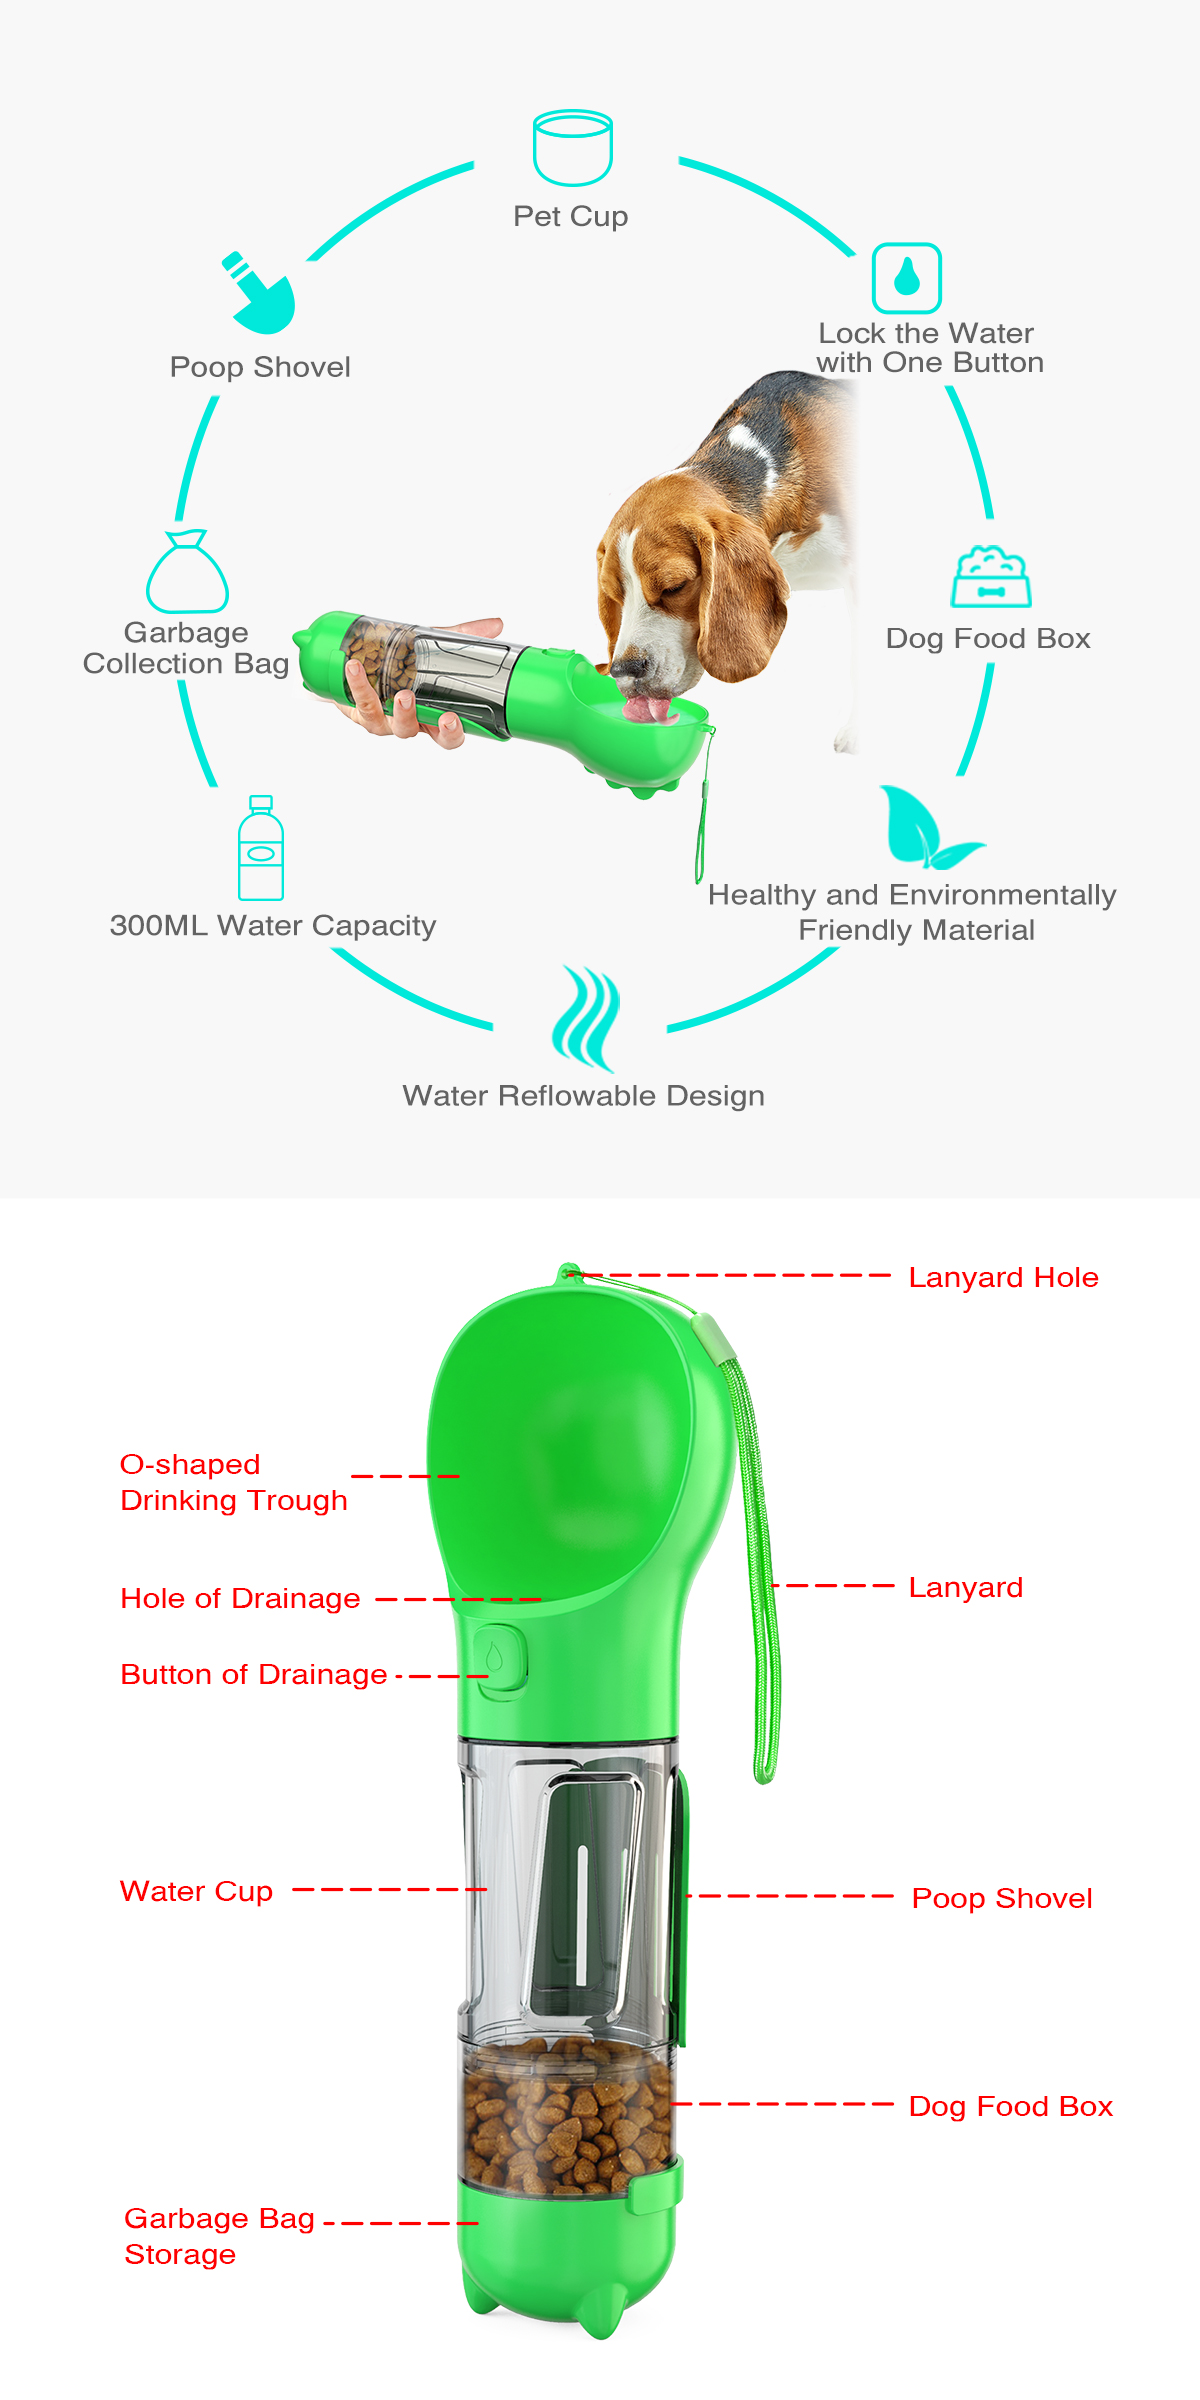 Pet Cup
Lock the Water
with One Button
Poop Shovel
Garbage
Collection Bag
Dog Food Box
300ML Water Capacity
Healthy and Environmentally
Friendly Material
Water Reflowable Design
Lanyard Hole
O-shaped
Drinking Trough
Hole of Drainage
Lanyard
Button of Drainage
Water Cup
Poop Shovel
Dog Food Box
Garbage Bag
Storage